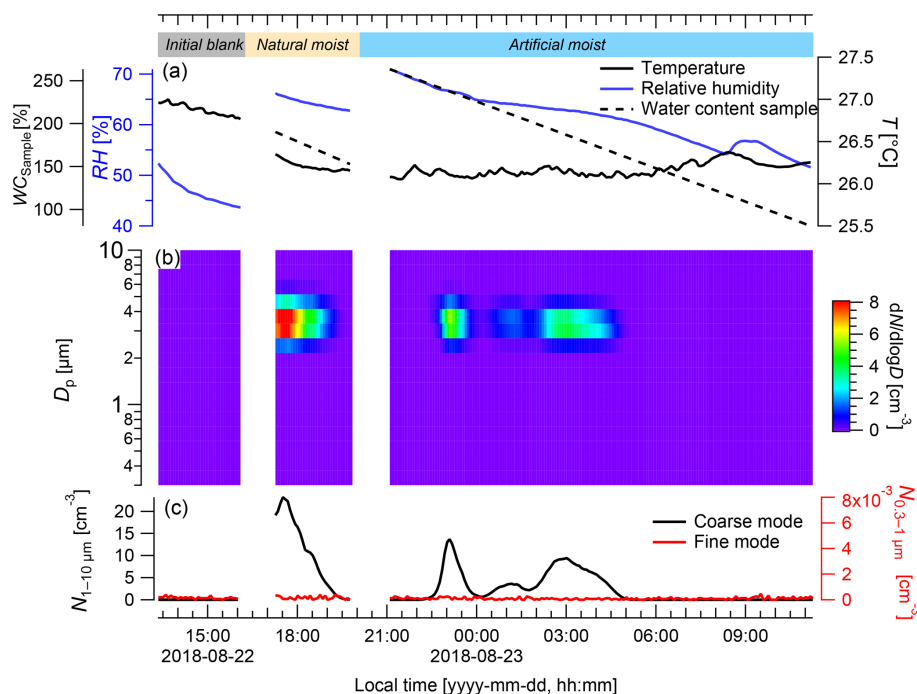 Initial blank Natural moist Artificial moist
(a)
Temperature
Relative humidity
Water content sample
WCSample[%]
250
200
150
100
RH [%]
70
60
50
40
T [°C]
27.5
27.0
26.5
26.0
25.5
(b)
Dp [µm]
10
8
6
4
2
1
8
6
4
dN/dlogD [cm-3]
8
6
4
2
0
(c)
Coarse mode
Fine mode
N1–10 µm [cm-3]
20
15
10
5
0
8x10-3
6
4
2
0
N0.3–1 µm [cm-3]
15:00 18:00 21:00 00:00 03:00 06:00 09:00
2018-08-22 2018-08-23
Local time [yyyy-mm-dd, hh:mm]